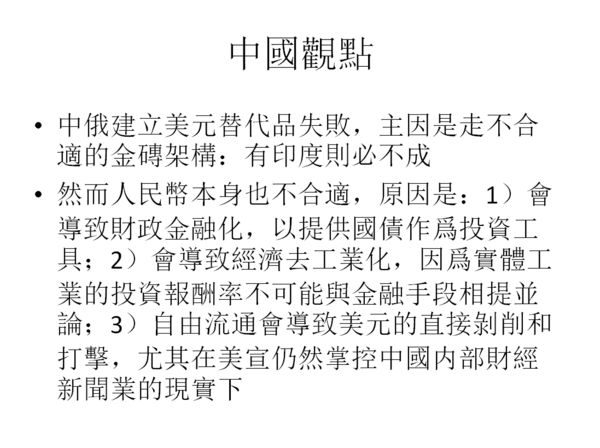 中國觀點
• 中俄建立美元替代品失敗，主因是走不合
適的金磚架構：有印度則必不成
• 然而人民幣本身也不合適，原因是：1）會
導致財政金融化，以提供國債作爲投資工
具；2）會導致經濟去工業化，因爲實體工
業的投資報酬率不可能與金融手段相提並
論；3）自由流通會導致美元的直接剝削和
打擊，尤其在美宣仍然掌控中國内部財經
新聞業的現實下